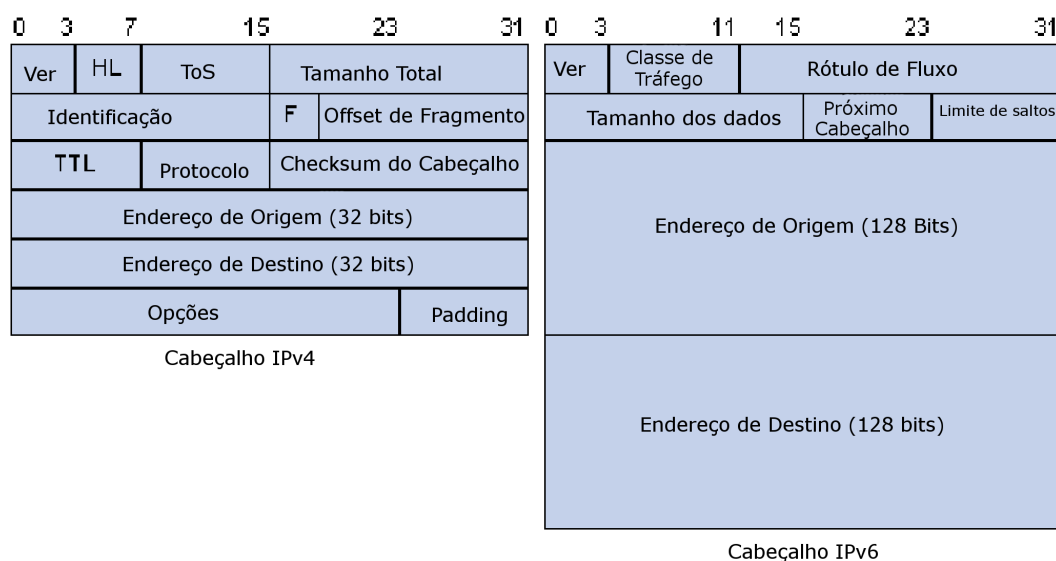 0 3 7 15 23 31
Ver HL ToS Tamanho Total
Identificação F Offset de Fragmento
TTL Protocolo Checksum do Cabeçalho
Endereço de Origem (32 bits)
Endereço de Destino (32 bits)
Opções Padding
Cabeçalho IPv4
0 3 11 15 23 31
Ver Classe de
Tráfego Rótulo de Fluxo
Tamanho dos dados Próximo
Cabeçalho Limite de saltos
Endereço de Origem (128 Bits)
Endereço de Destino (128 bits)
Cabeçalho IPv6